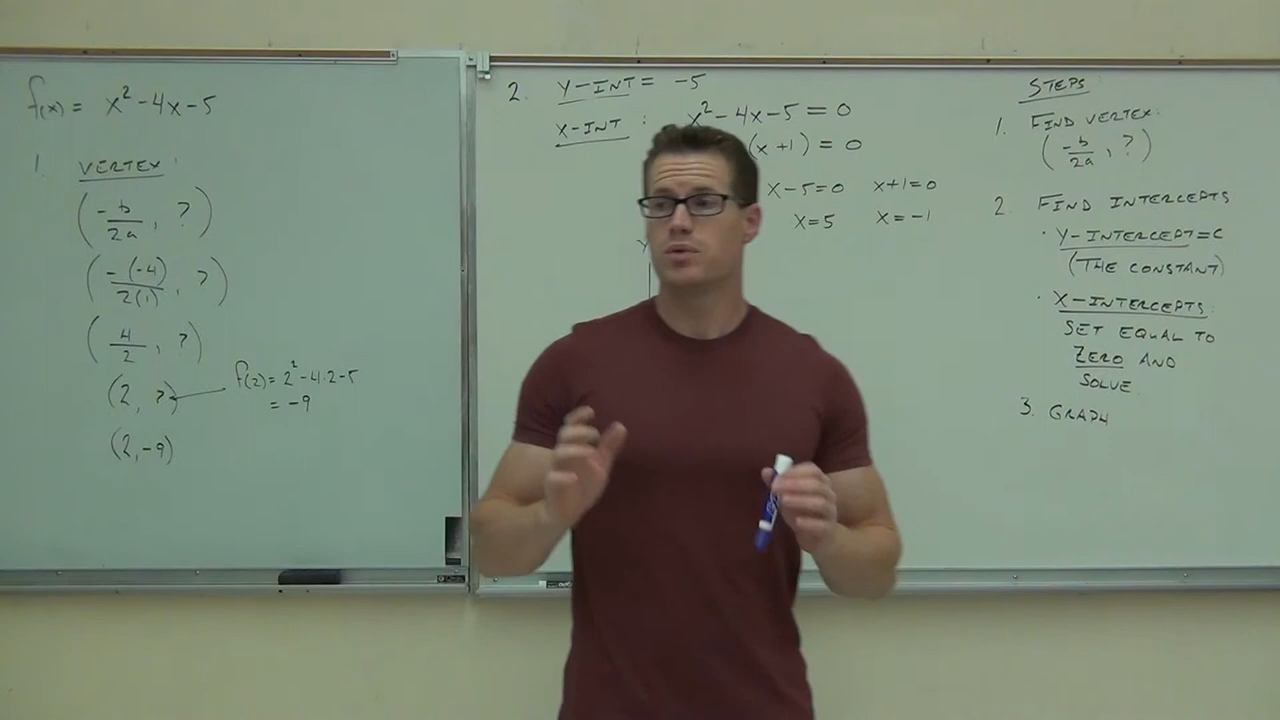 f(x) = x² - 4x - 5
1. VERTEX:
(-b/2a, ?)
(-(-4)/2(1), ?)
(4/2, ?)
(2, ?) ← f(2) = 2² - 4·2 - 5
= -9
(2, -9)
2. Y-INT = -5
X-INT : x² - 4x - 5 = 0
(x + 1) = 0
x - 5 = 0 x + 1 = 0
x = 5 x = -1
STEPS
1. FIND VERTEX:
(-b/2a, ?)
2. FIND INTERCEPTS
· Y-INTERCEPT = C
(THE CONSTANT)
· X-INTERCEPTS:
SET EQUAL TO
ZERO AND
SOLVE
3. GRAPH